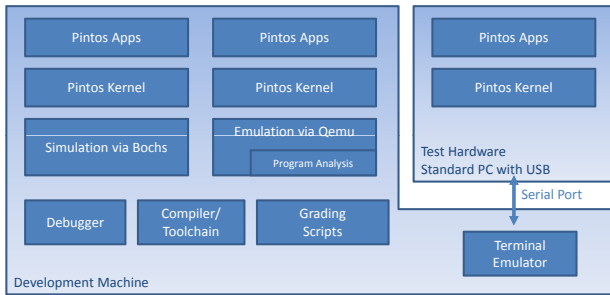 Pintos Apps
Pintos Apps
Pintos Apps
Pintos Kernel
Pintos Kernel
Pintos Kernel
Simulation via Bochs
Emulation via Qemu
Program Analysis
Test Hardware
Standard PC with USB
Serial Port
Debugger
Compiler/
Toolchain
Grading
Scripts
Terminal
Emulator
Development Machine